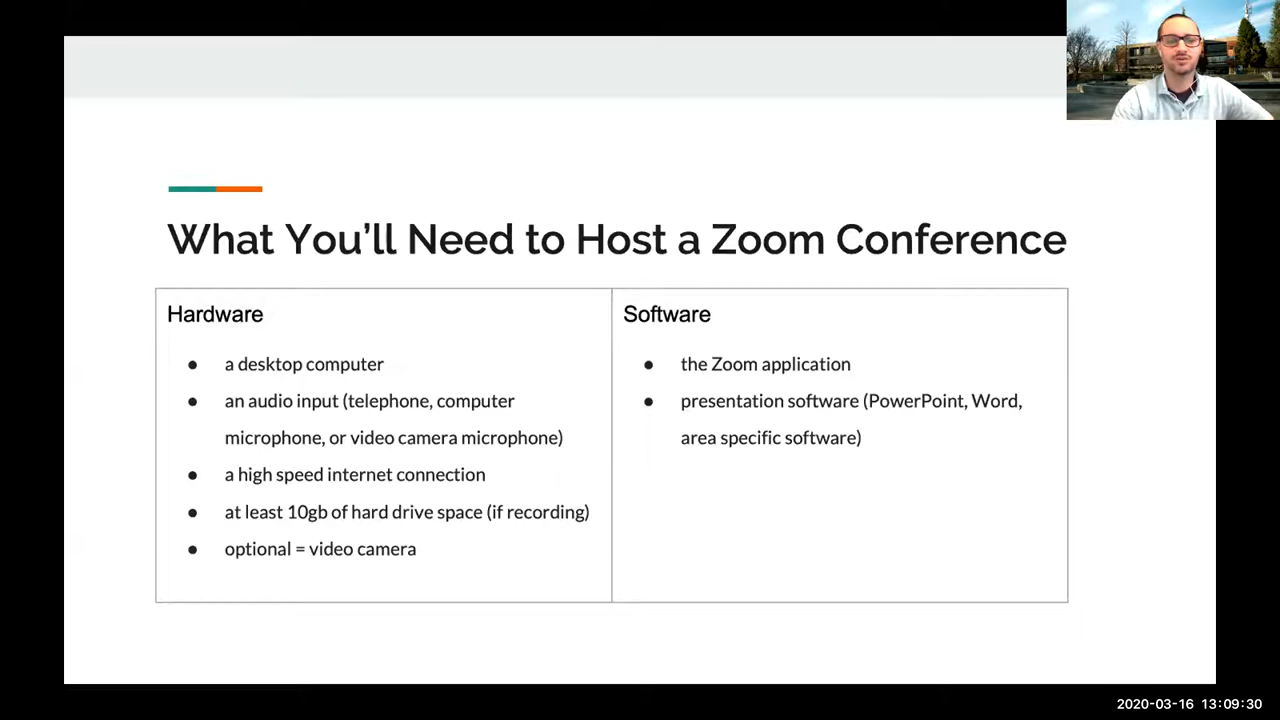 What You'll Need to Host a Zoom Conference
Hardware
● a desktop computer
● an audio input (telephone, computer
microphone, or video camera microphone)
● a high speed internet connection
● at least 10gb of hard drive space (if recording)
● optional = video camera
Software
● the Zoom application
● presentation software (PowerPoint, Word,
area specific software)
2020-03-16 13:09:30